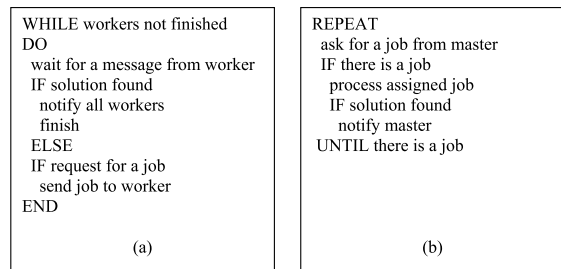 WHILE workers not finished
DO
wait for a message from worker
IF solution found
notify all workers
finish
ELSE
IF request for a job
send job to worker
END
(a)
REPEAT
ask for a job from master
IF there is a job
process assigned job
IF solution found
notify master
UNTIL there is a job
(b)